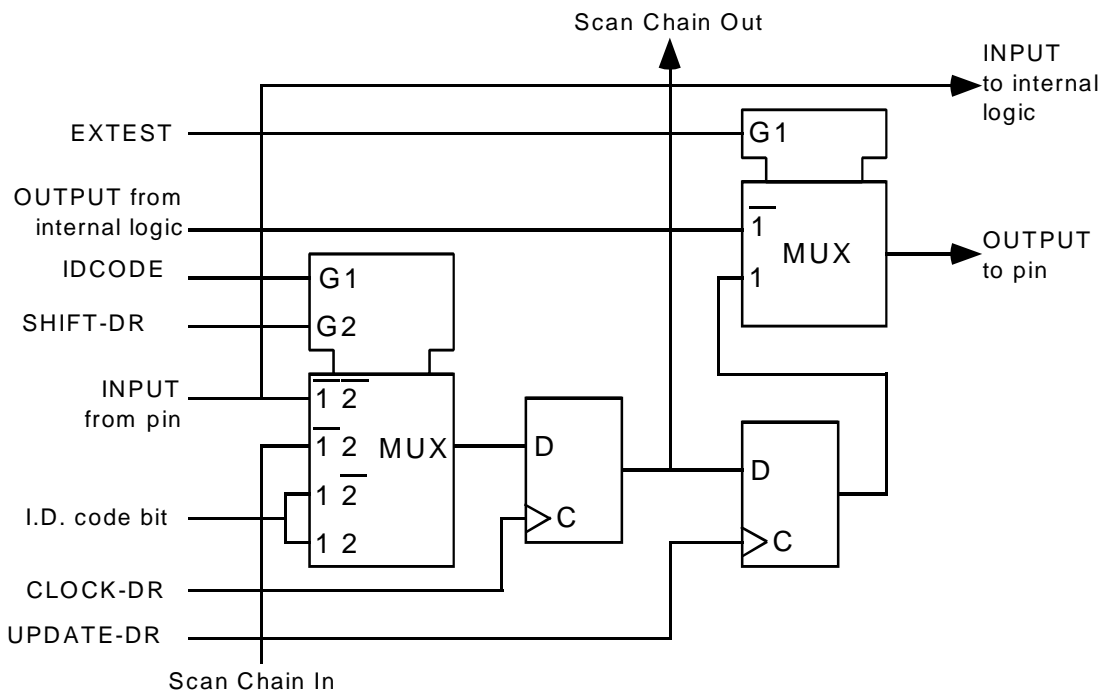 Scan Chain Out
INPUT
to internal
logic
EXTEST
G1
OUTPUT from
internal logic
1
MUX
OUTPUT
to pin
IDCODE
G1
1
SHIFT-DR
G2
INPUT
from pin
1 2
1 2
MUX
D
D
1 2
I.D. code bit
C
1 2
C
CLOCK-DR
UPDATE-DR
Scan Chain In